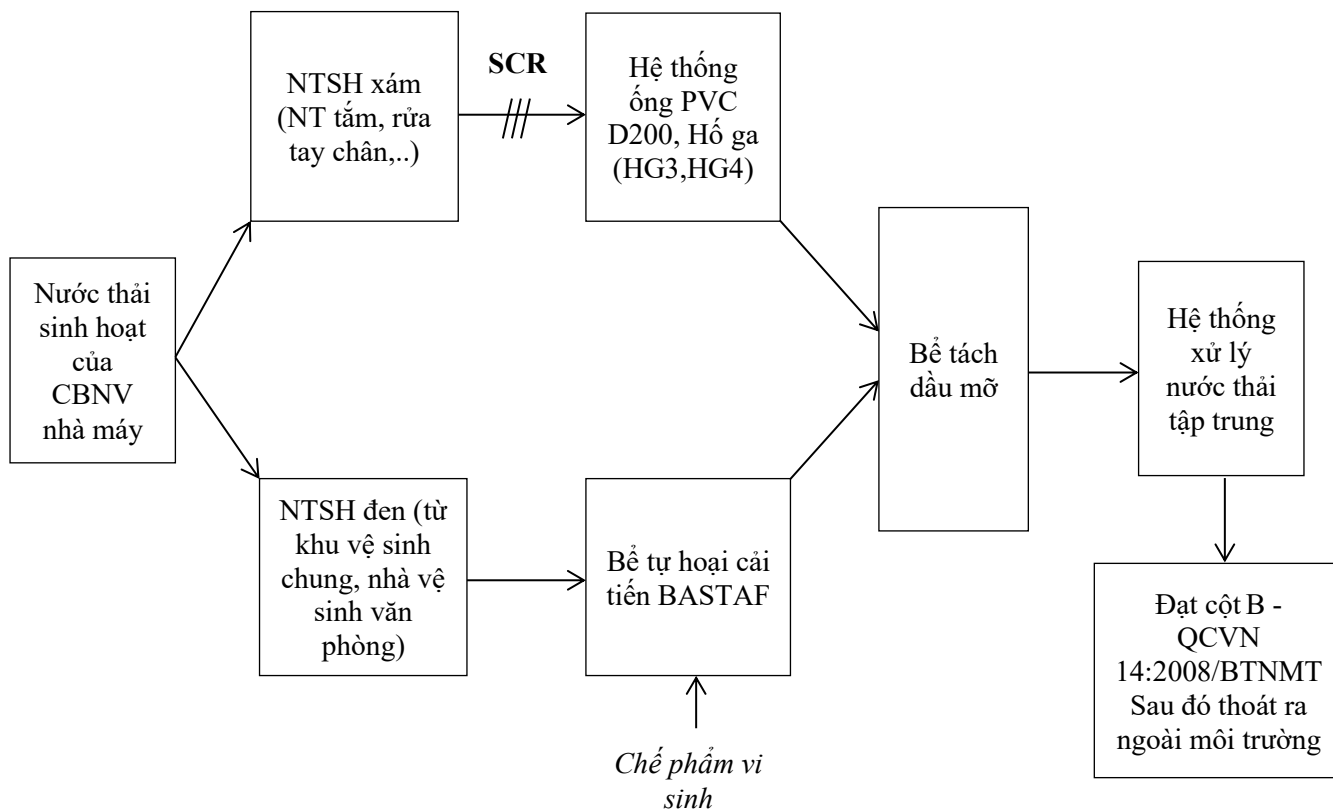 NTSH xám
(NT tắm, rửa
tay chân,..)
SCR
Hệ thống
ống PVC
D200, Hố ga
(HG3,HG4)
Nước thải
sinh hoạt
của
CBNV
nhà máy
Bể tách
dầu mỡ
Hệ thống
xử lý
nước thải
tập trung
NTSH đen (từ
khu vệ sinh
chung, nhà vệ
sinh văn
phòng)
Bể tự hoại cải
tiến BASTAF
Đạt cột B -
QCVN
14:2008/BTNMT
Sau đó thoát ra
ngoài môi trường
Chế phẩm vi
sinh